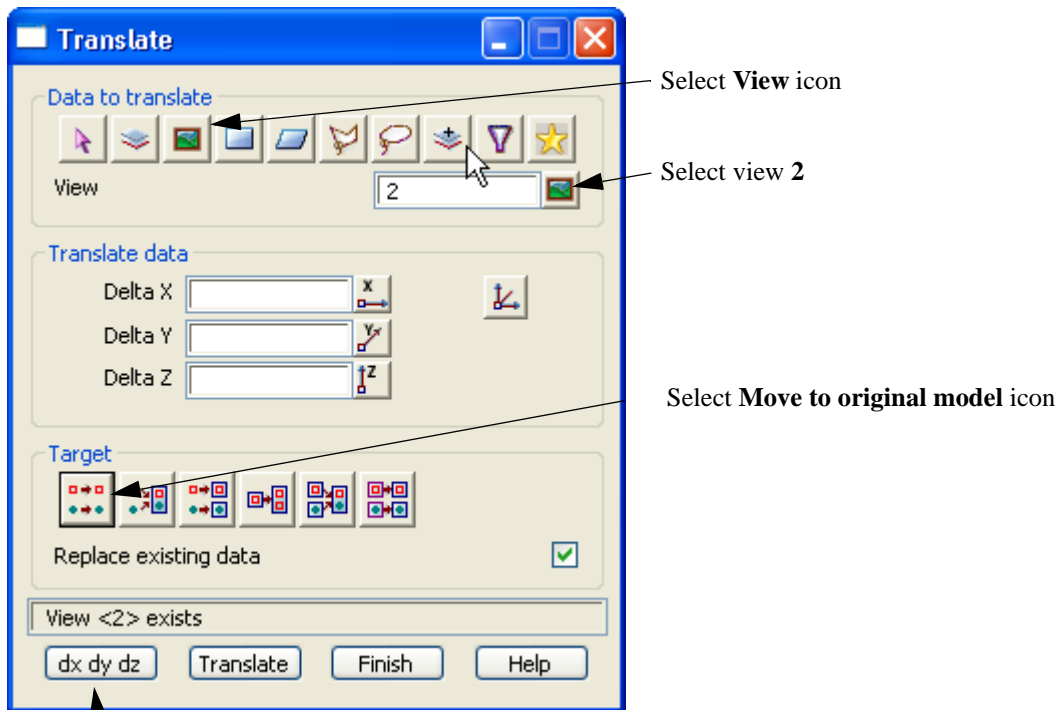 Translate
Data to translate
Select View icon
View
2
Select view 2
Translate data
Delta X
X
Delta Y
Y
Delta Z
Z
Select Move to original model icon
Target
Replace existing data
View <2> exists
dx dy dz
Translate
Finish
Help